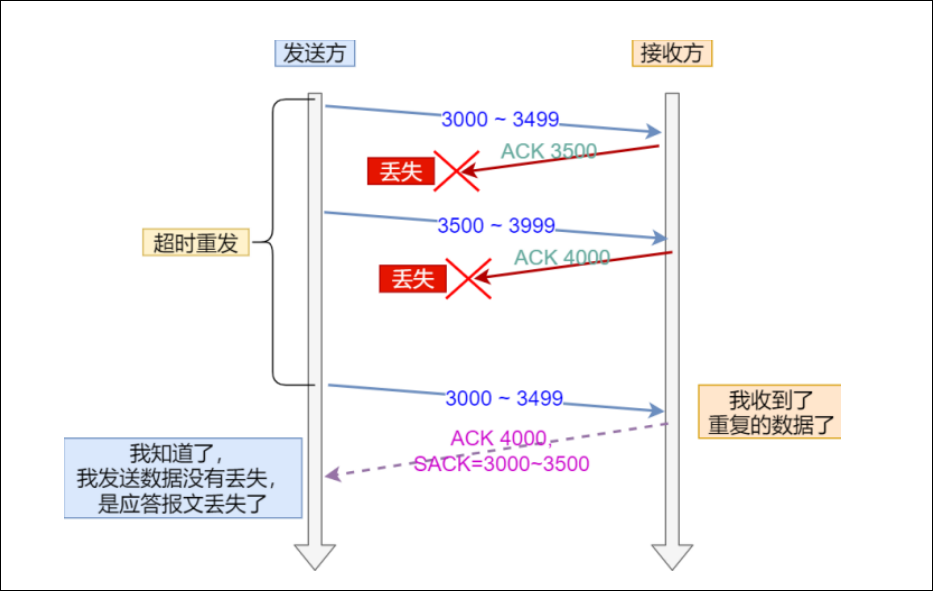 发送方
接收方
3000 ~ 3499
ACK 3500
丢失
3500 ~ 3999
超时重发
ACK 4000
丢失
3000 ~ 3499
我收到了
重复的数据了
ACK 4000,
SACK=3000~3500
我知道了，
我发送数据没有丢失，
是应答报文丢失了